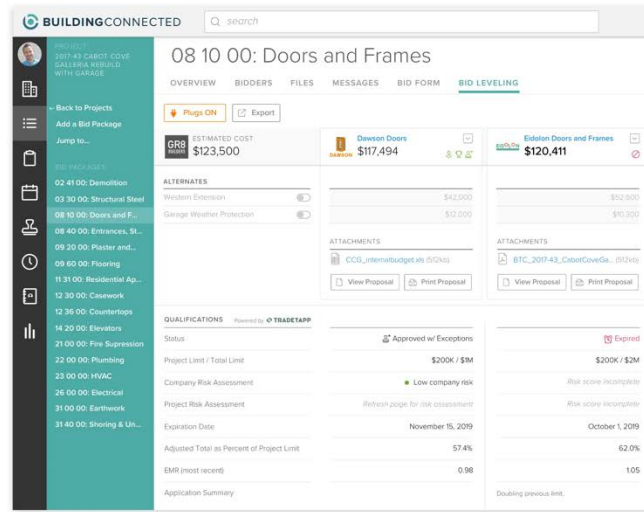 BUILDINGCONNECTED
search
PROJECT
2017-43 CABOT COVE
GALLERIA REBUILD
WITH GARAGE
← Back to Projects
Add a Bid Package
Jump to...
BID PACKAGES
02 41 00: Demolition
03 30 00: Structural Steel
08 10 00: Doors and F...
08 40 00: Entrances, St...
09 20 00: Plaster and...
09 60 00: Flooring
11 31 00: Residential Ap...
12 30 00: Casework
12 36 00: Countertops
14 20 00: Elevators
21 00 00: Fire Supression
22 00 00: Plumbing
23 00 00: HVAC
26 00 00: Electrical
31 00 00: Earthwork
31 40 00: Shoring & Un...
08 10 00: Doors and Frames
OVERVIEW BIDDERS FILES MESSAGES BID FORM BID LEVELING
Plugs ON Export
GR8 ESTIMATED COST $123,500
DAWSON Dawson Doors $117,494
EIDOLON Eidolon Doors and Frames $120,411
ALTERNATES
Western Extension $42,000 $52,600
Garage Weather Protection $12,000 $10,300
ATTACHMENTS ATTACHMENTS
CCG_internalbudget.xls (512kb) BTC_2017-43_CabotCoveGa... (512kb)
View Proposal Print Proposal View Proposal Print Proposal
QUALIFICATIONS Powered by TRADETAPP
Status Approved w/ Exceptions Expired
Project Limit / Total Limit $200K / $1M $200K / $2M
Company Risk Assessment Low company risk Risk score incomplete
Project Risk Assessment Refresh page for risk assessment Risk score incomplete
Expiration Date November 15, 2019 October 1, 2019
Adjusted Total as Percent of Project Limit 57.4% 62.0%
EMR (most recent) 0.98 1.05
Application Summary Doubling previous limit.